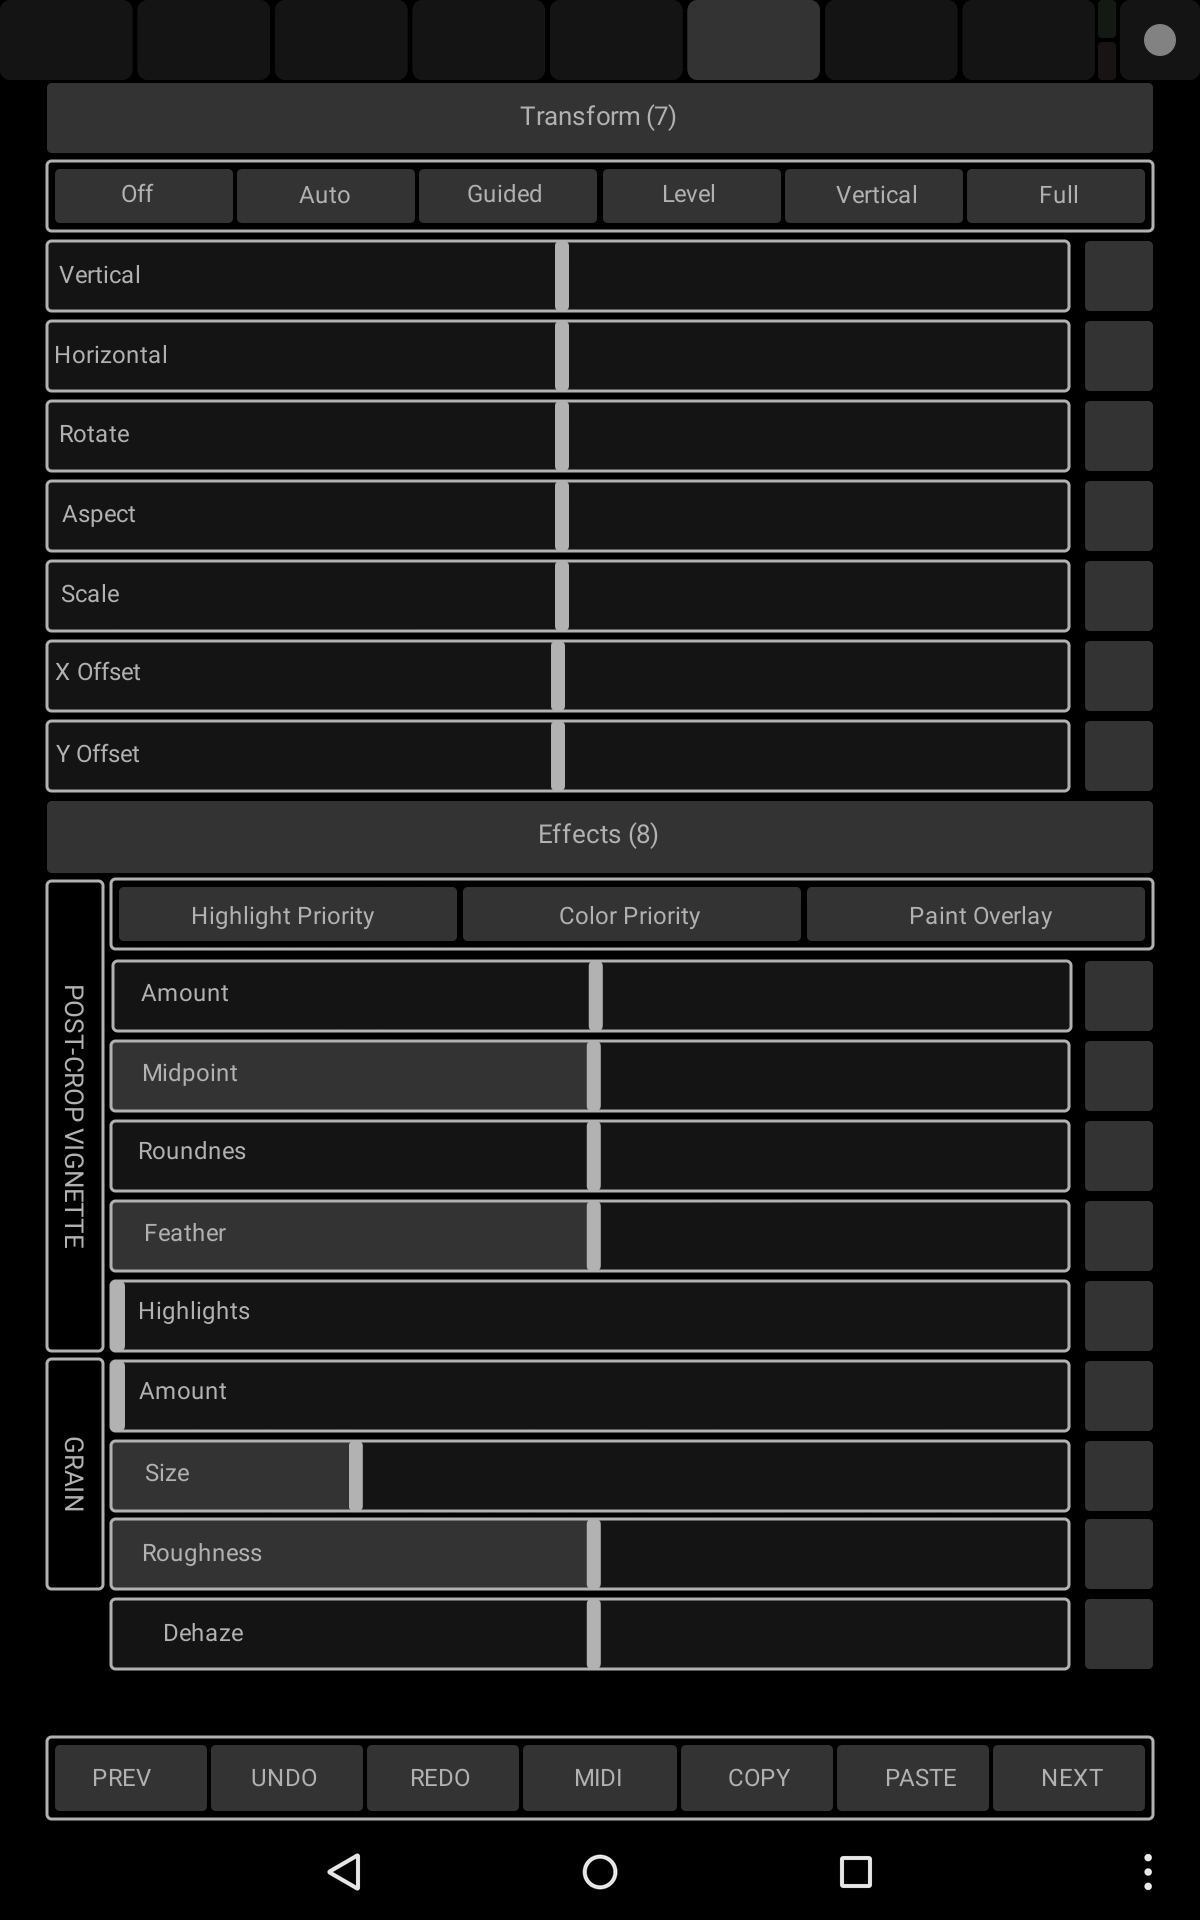 Transform (7)
Off Auto Guided Level Vertical Full
Vertical
Horizontal
Rotate
Aspect
Scale
X Offset
Y Offset
Effects (8)
POST-CROP VIGNETTE
Highlight Priority Color Priority Paint Overlay
Amount
Midpoint
Roundnes
Feather
Highlights
GRAIN
Amount
Size
Roughness
Dehaze
PREV UNDO REDO MIDI COPY PASTE NEXT